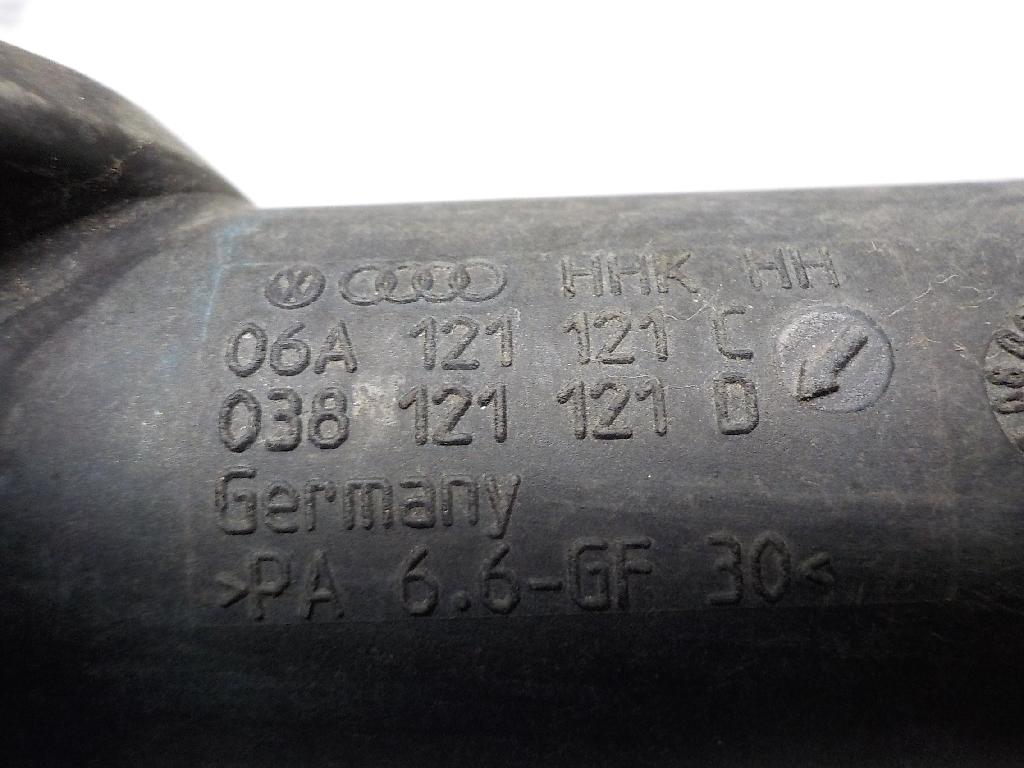 HHK HH
06A 121 121 C
038 121 121 D
Germany
>PA 6.6-GF 30<